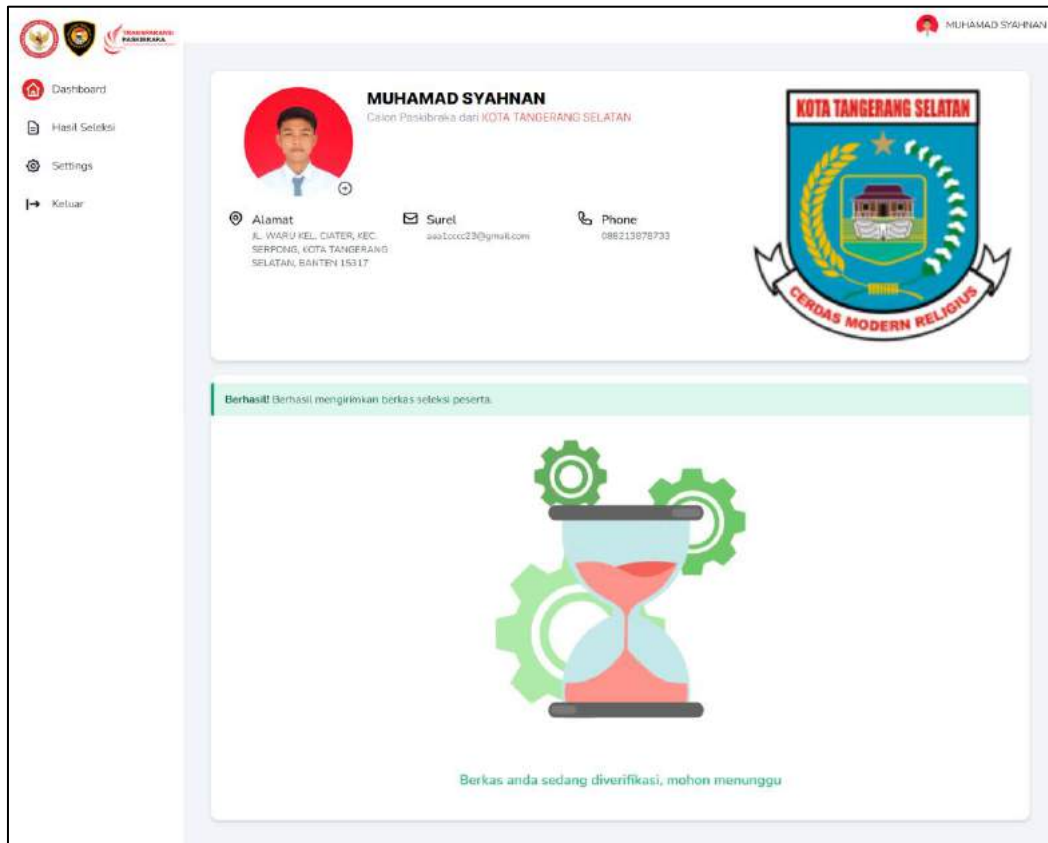 TRANSPARANSI
PASKIBRAKA
MUHAMAD SYAHNAN
Dashboard
Hasil Seleksi
Settings
Keluar
MUHAMAD SYAHNAN
Calon Paskibraka dari KOTA TANGERANG SELATAN
Alamat
JL. WARU KEL. CIATER, KEC.
SERPONG, KOTA TANGERANG
SELATAN, BANTEN 15317
Surel
Phone
KOTA TANGERANG SELATAN
CERDAS MODERN RELIGIUS
Berhasil! Berhasil mengirimkan berkas seleksi peserta.
Berkas anda sedang diverifikasi, mohon menunggu